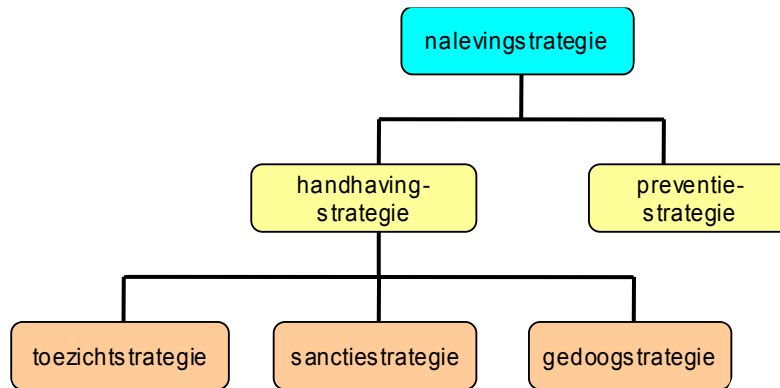 nalevingstrategie
handhaving-
strategie
preventie-
strategie
toezichtstrategie
sanctiestrategie
gedoogstrategie